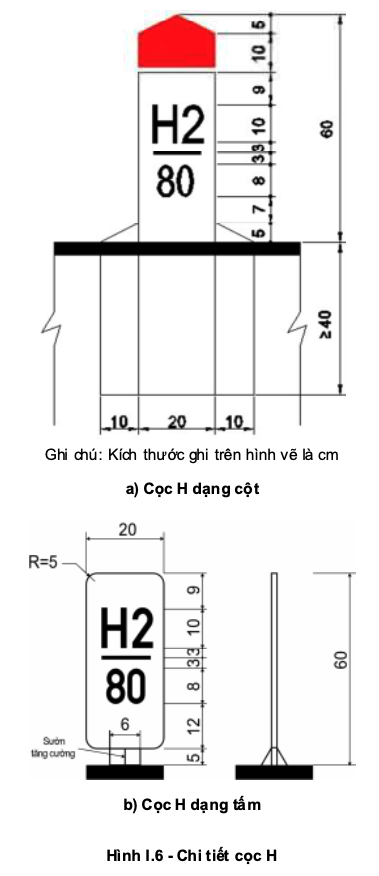 5
10
9
H2
10
3
3
60
80
8
7
5
≥40
10
20
10
Ghi chú: Kích thước ghi trên hình vẽ là cm
a) Cọc H dạng cột
20
R=5
9
H2
10
3
3
60
80
8
6
12
Sườn
tăng cường
5
b) Cọc H dạng tấm
Hình I.6 - Chi tiết cọc H